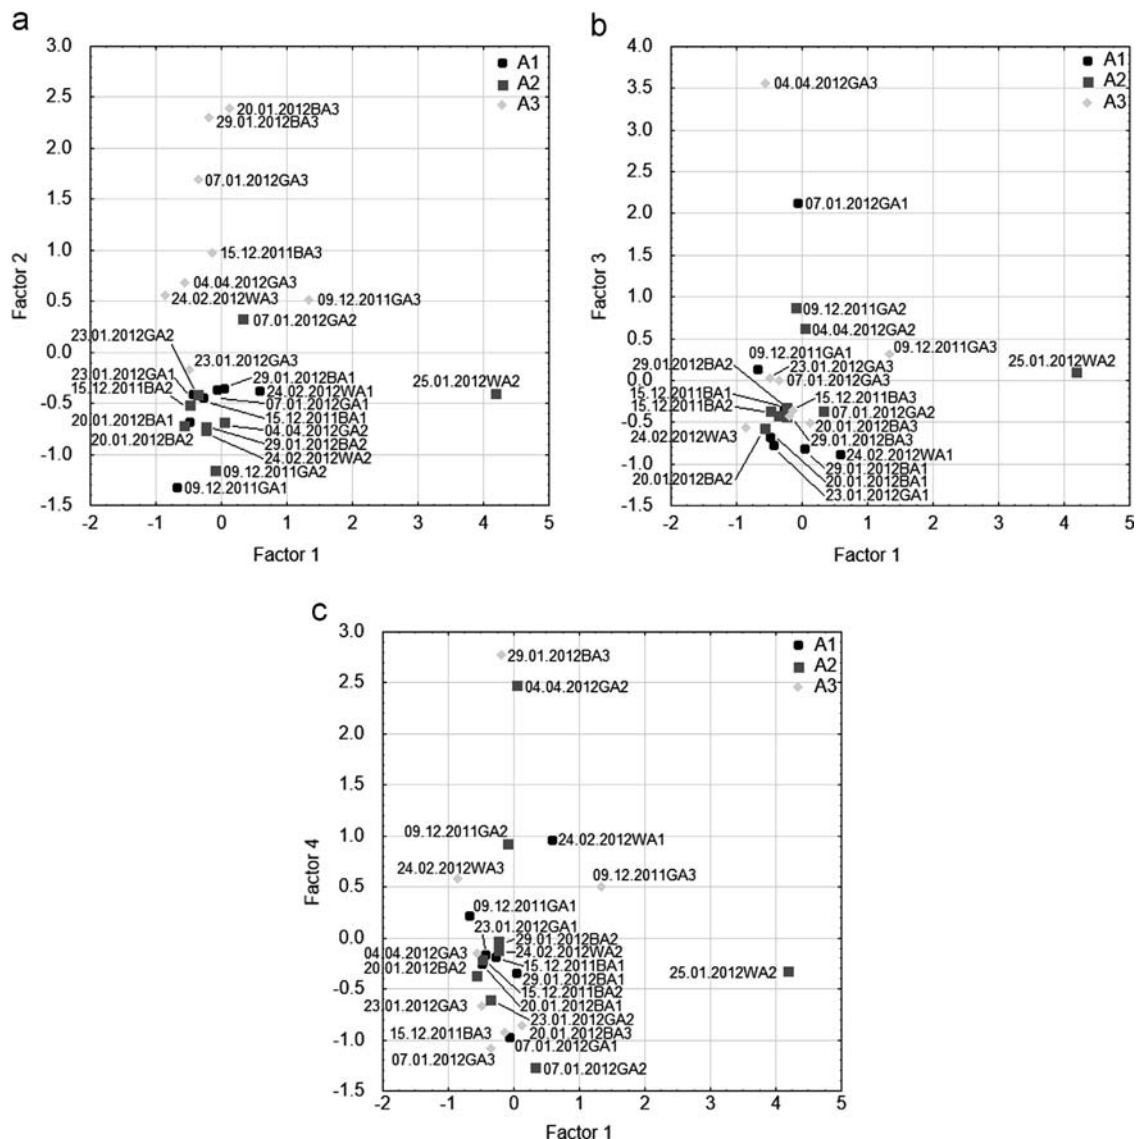 a
3.0
2.5
2.0
1.5
1.0
0.5
0.0
-0.5
-1.0
-1.5
Factor 2
A1
A2
A3
20.01.2012BA3
29.01.2012BA3
07.01.2012GA3
15.12.2011BA3
04.04.2012GA3
24.02.2012WA3
09.12.2011GA3
07.01.2012GA2
23.01.2012GA2
23.01.2012GA3
23.01.2012GA1
29.01.2012BA1
25.01.2012WA2
15.12.2011BA2
24.02.2012WA1
07.01.2012GA1
20.01.2012BA1
15.12.2011BA1
04.04.2012GA2
20.01.2012BA2
29.01.2012BA2
24.02.2012WA2
09.12.2011GA2
09.12.2011GA1
-2 -1 0 1 2 3 4 5
Factor 1
b
4.0
3.5
3.0
2.5
2.0
1.5
1.0
0.5
0.0
-0.5
-1.0
-1.5
Factor 3
A1
A2
A3
04.04.2012GA3
07.01.2012GA1
09.12.2011GA2
04.04.2012GA2
09.12.2011GA1
09.12.2011GA3
29.01.2012BA2
23.01.2012GA3
25.01.2012WA2
07.01.2012GA3
15.12.2011BA1
15.12.2011BA3
15.12.2011BA2
07.01.2012GA2
20.01.2012BA3
24.02.2012WA3
29.01.2012BA3
24.02.2012WA1
20.01.2012BA2
29.01.2012BA1
20.01.2012BA1
23.01.2012GA1
-2 -1 0 1 2 3 4 5
Factor 1
c
3.0
2.5
2.0
1.5
1.0
0.5
0.0
-0.5
-1.0
-1.5
Factor 4
A1
A2
A3
29.01.2012BA3
04.04.2012GA2
09.12.2011GA2
24.02.2012WA1
24.02.2012WA3
09.12.2011GA3
09.12.2011GA1
23.01.2012GA1
29.01.2012BA2
04.04.2012GA3
24.02.2012WA2
20.01.2012BA2
15.12.2011BA1
25.01.2012WA2
29.01.2012BA1
15.12.2011BA2
23.01.2012GA3
20.01.2012BA1
23.01.2012GA2
15.12.2011BA3
20.01.2012BA3
07.01.2012GA1
07.01.2012GA3
07.01.2012GA2
-2 -1 0 1 2 3 4 5
Factor 1